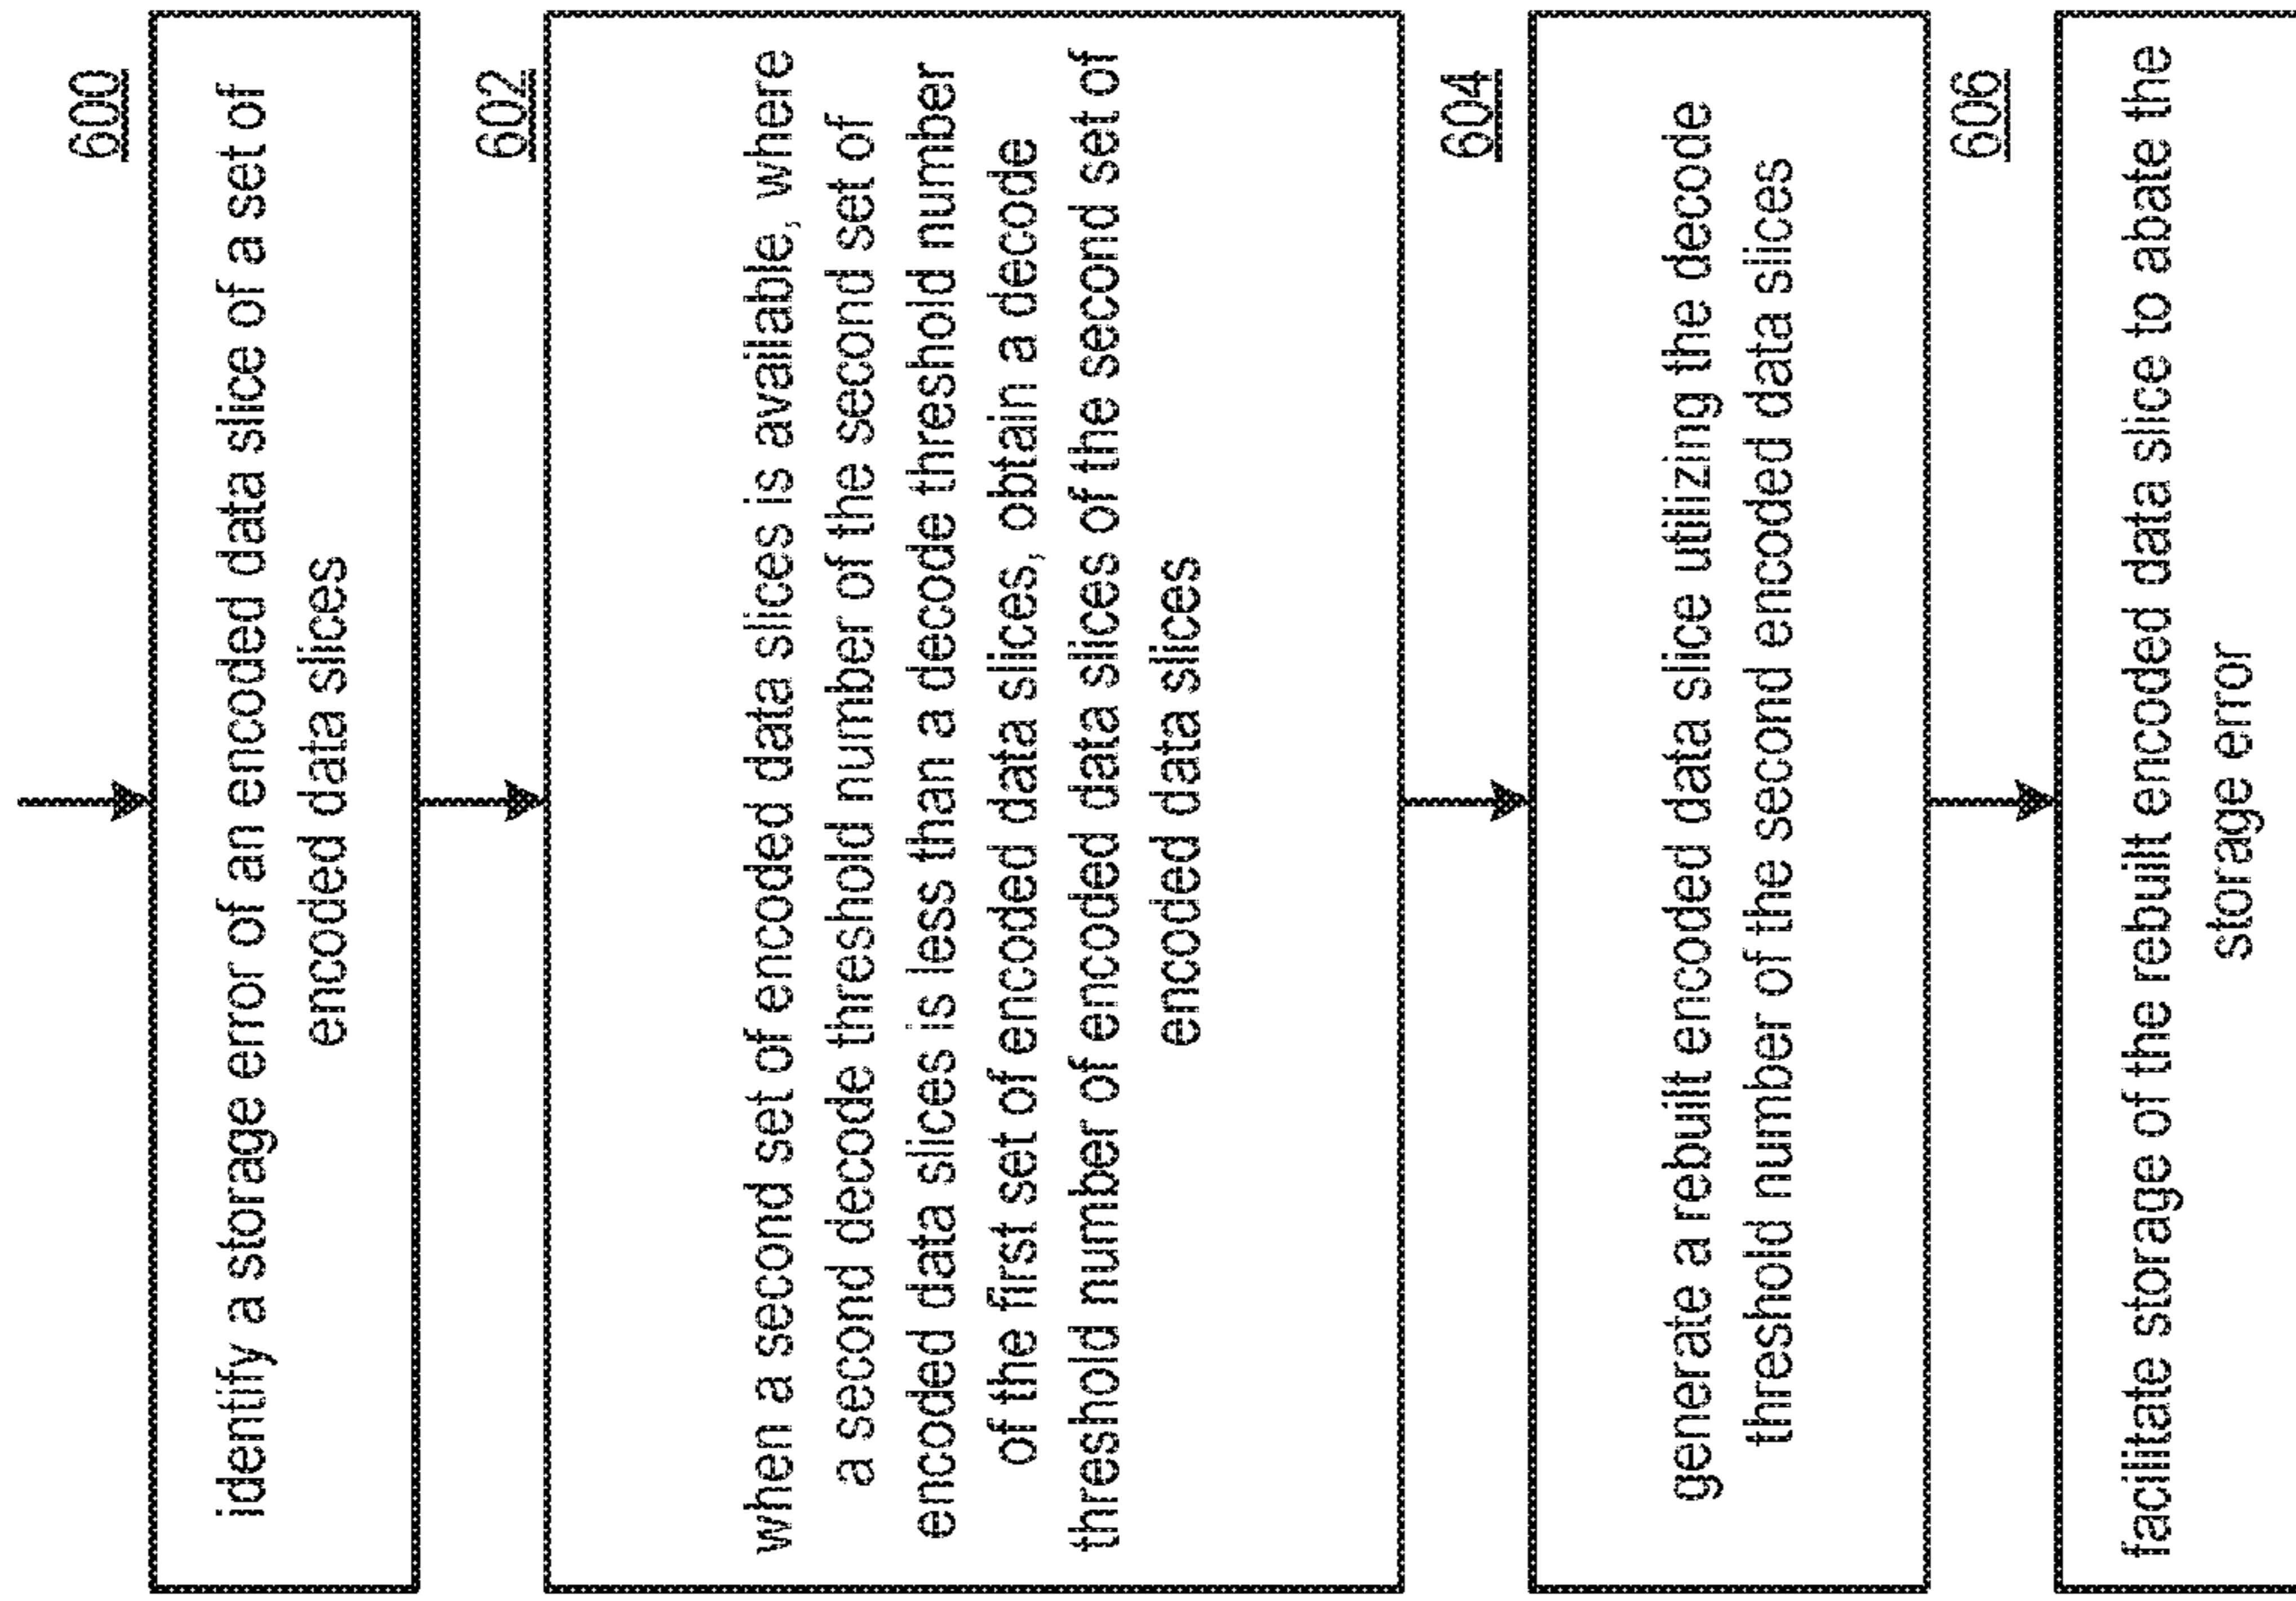 600
identify a storage error of an encoded data slice of a set of
encoded data slices
602
when a second set of encoded data slices is available, where
a second decode threshold number of the second set of
encoded data slices is less than a decode threshold number
of the first set of encoded data slices, obtain a decode
threshold number of encoded data slices of the second set of
encoded data slices
604
generate a rebuilt encoded data slice utilizing the decode
threshold number of the second encoded data slices
606
facilitate storage of the rebuilt encoded data slice to abate the
storage error